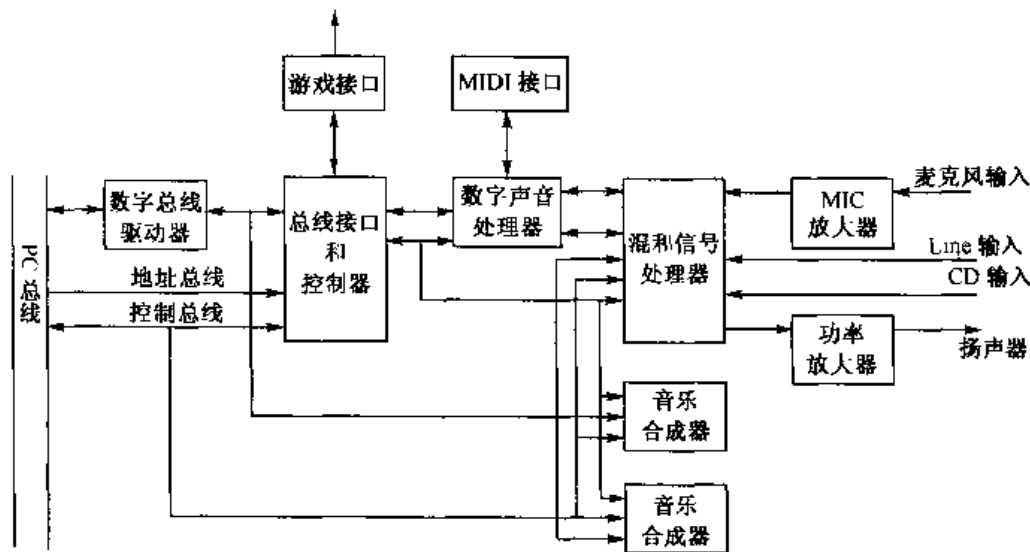 游戏接口
MIDI 接口
PC总线
数字总线
驱动器
地址总线
控制总线
总线接口
和
控制器
数字声音
处理器
混和信号
处理器
MIC
放大器
麦克风输入
Line 输入
CD 输入
功率
放大器
扬声器
音乐
合成器
音乐
合成器